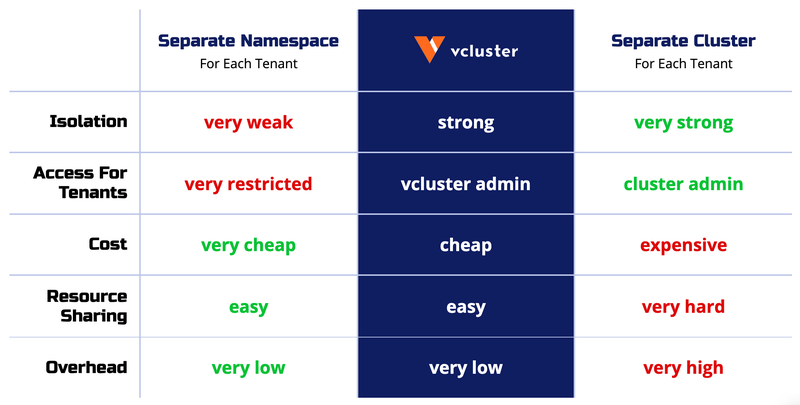 Separate Namespace
For Each Tenant
vcluster
Separate Cluster
For Each Tenant
Isolation
very weak
strong
very strong
Access For
Tenants
very restricted
vcluster admin
cluster admin
Cost
very cheap
cheap
expensive
Resource
Sharing
easy
easy
very hard
Overhead
very low
very low
very high